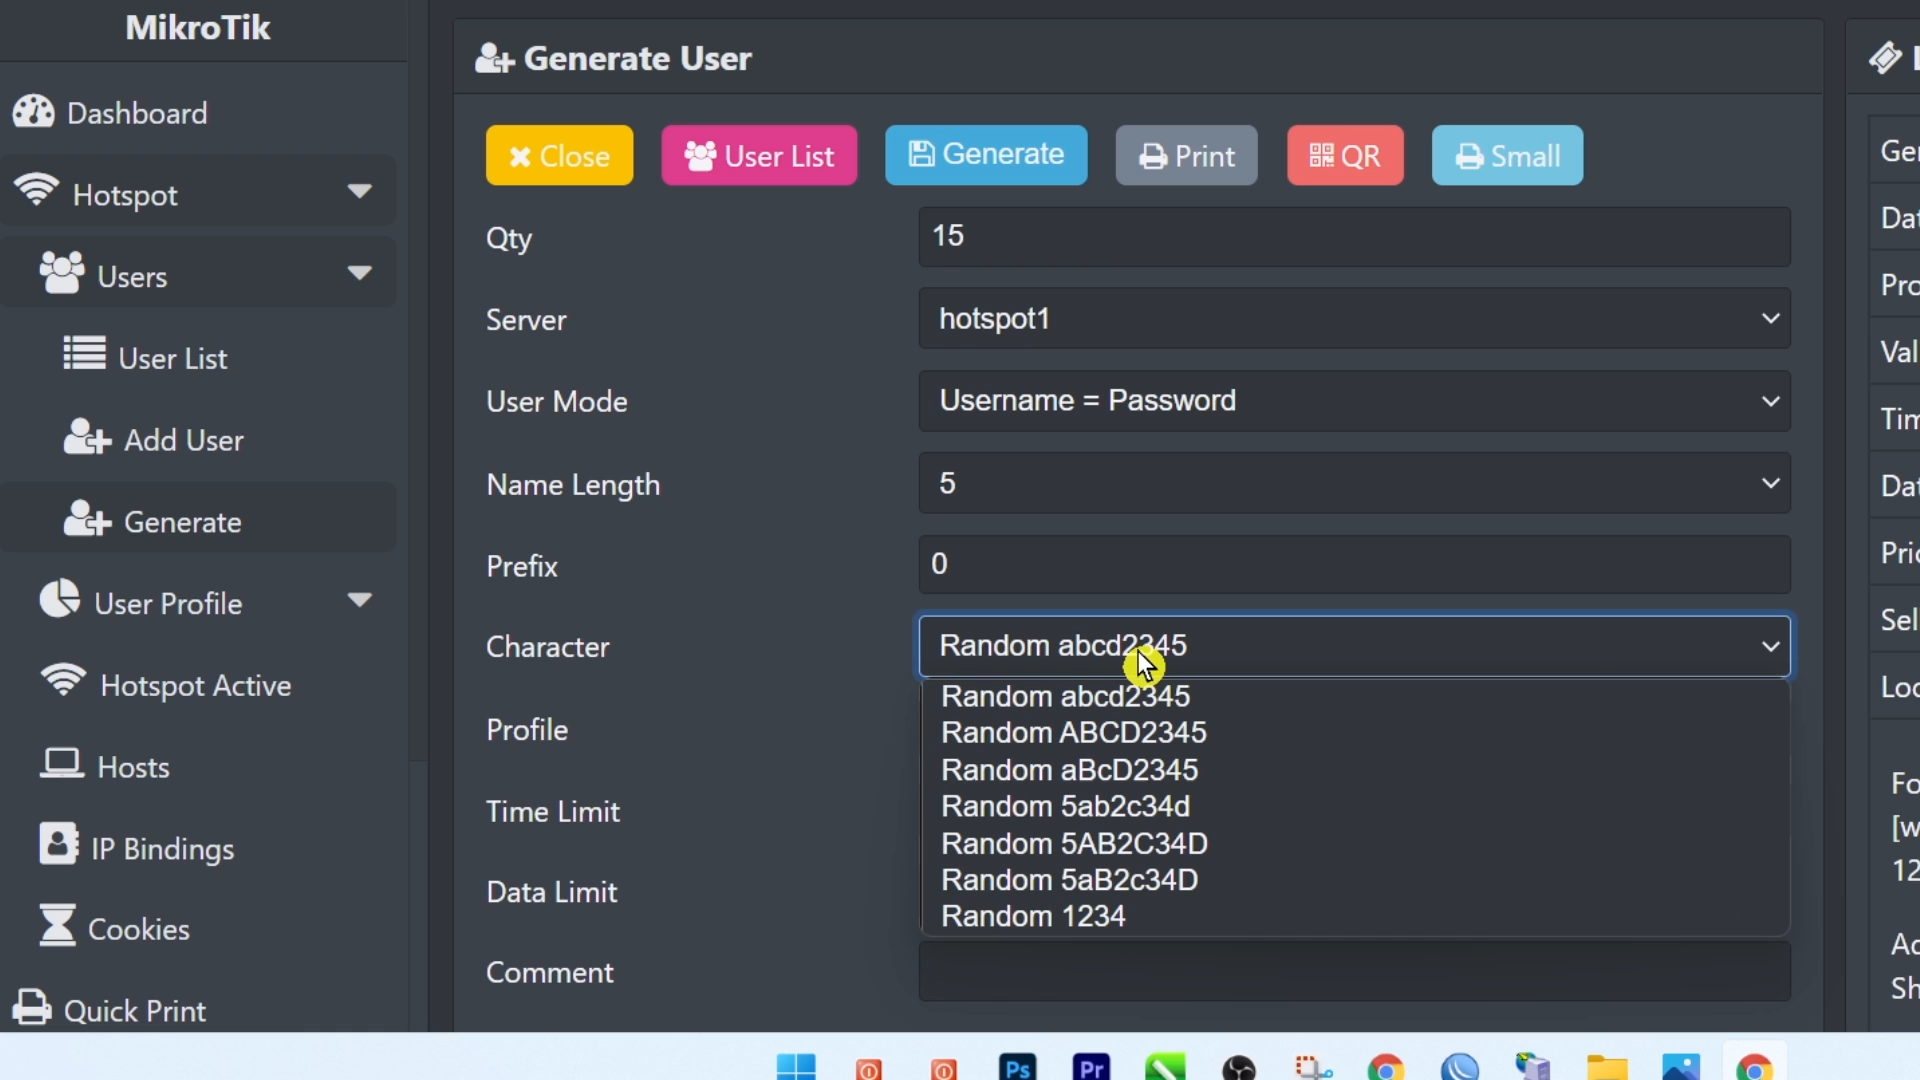 MikroTik
Dashboard
Hotspot
Users
User List
Add User
Generate
User Profile
Hotspot Active
Hosts
IP Bindings
Cookies
Quick Print
Generate User
Close
User List
Generate
Print
QR
Small
Qty
15
Server
hotspot1
User Mode
Username = Password
Name Length
5
Prefix
0
Character
Random abcd2345
Random abcd2345
Random ABCD2345
Random aBcD2345
Random 5ab2c34d
Random 5AB2C34D
Random 5aB2c34D
Random 1234
Profile
Time Limit
Data Limit
Comment
Ps
Pr